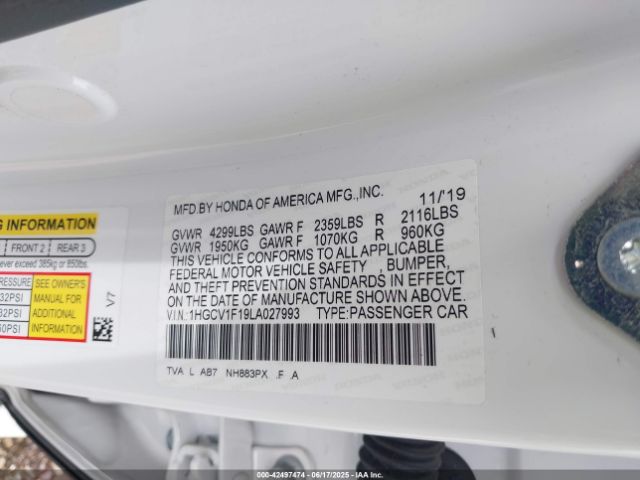 MFD.BY HONDA OF AMERICA MFG.,INC. 11/'19
GVWR 4299LBS GAWR F 2359LBS R 2116LBS
GVWR 1950KG GAWR F 1070KG R 960KG
THIS VEHICLE CONFORMS TO ALL APPLICABLE
FEDERAL MOTOR VEHICLE SAFETY , BUMPER,
AND THEFT PREVENTION STANDARDS IN EFFECT
ON THE DATE OF MANUFACTURE SHOWN ABOVE.
V.I.N.:1HGCV1F19LA027993 TYPE:PASSENGER CAR
TVA L AB7 NH883PX .F .A
INFORMATION
FRONT 2 REAR 3
ever exceed 385kg or 850lbs.
PRESSURE
32PSI
32PSI
60PSI
SEE OWNER'S
MANUAL FOR
ADDITIONAL
INFORMATION
V7
000-42497474 - 06/17/2025 - IAA Inc.